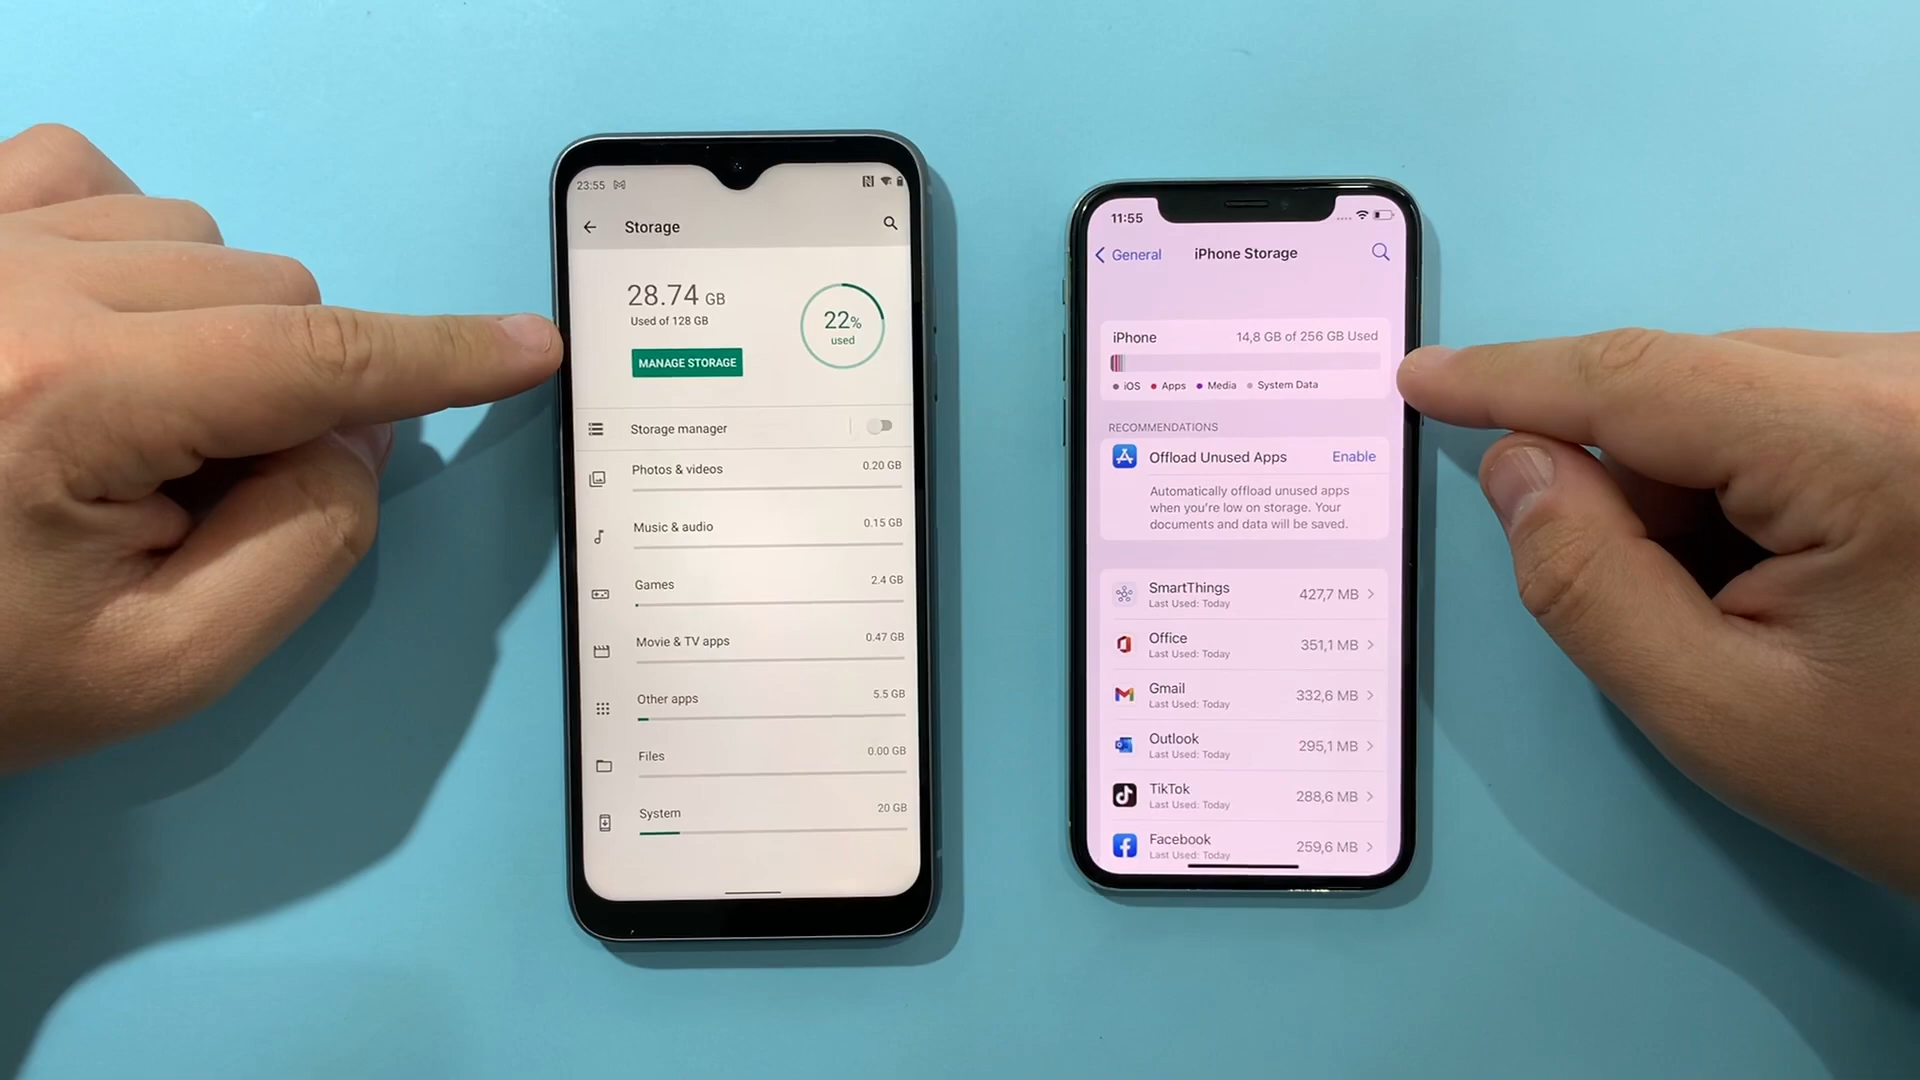 23:55
Storage
28.74 GB
Used of 128 GB
22%
used
MANAGE STORAGE
Storage manager
Photos & videos 0.20 GB
Music & audio 0.15 GB
Games 2.4 GB
Movie & TV apps 0.47 GB
Other apps 5.5 GB
Files 0.00 GB
System 20 GB
11:55
General iPhone Storage
iPhone 14,8 GB of 256 GB Used
iOS Apps Media System Data
RECOMMENDATIONS
Offload Unused Apps Enable
Automatically offload unused apps
when you're low on storage. Your
documents and data will be saved.
SmartThings 427,7 MB
Last Used: Today
Office 351,1 MB
Last Used: Today
Gmail 332,6 MB
Last Used: Today
Outlook 295,1 MB
Last Used: Today
TikTok 288,6 MB
Last Used: Today
Facebook 259,6 MB
Last Used: Today